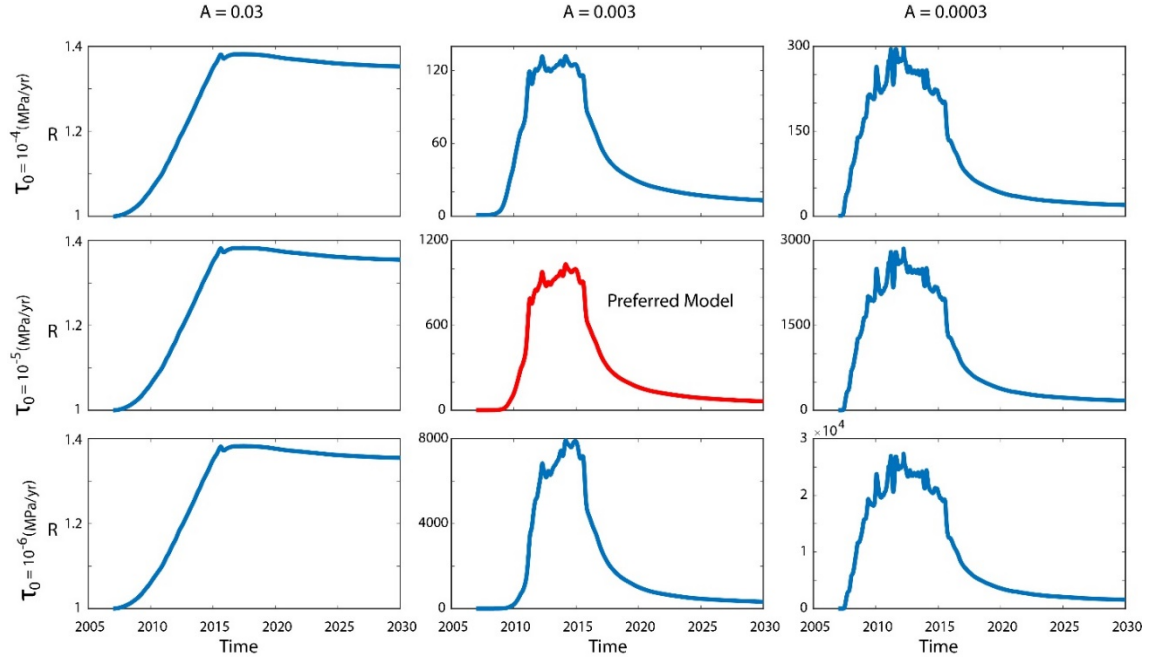 A = 0.03 A = 0.003 A = 0.0003
τ₀ = 10⁻⁴ (MPa/yr)
R
1.4
1.2
1
120
60
0
300
150
0
τ₀ = 10⁻⁵ (MPa/yr)
R
1.4
1.2
1
1200
600
0
Preferred Model
3000
1500
0
τ₀ = 10⁻⁶ (MPa/yr)
R
1.4
1.2
1
8000
4000
0
3 × 10⁴
2
1
0
2005 2010 2015 2020 2025 2030 2005 2010 2015 2020 2025 2030 2005 2010 2015 2020 2025 2030
Time Time Time